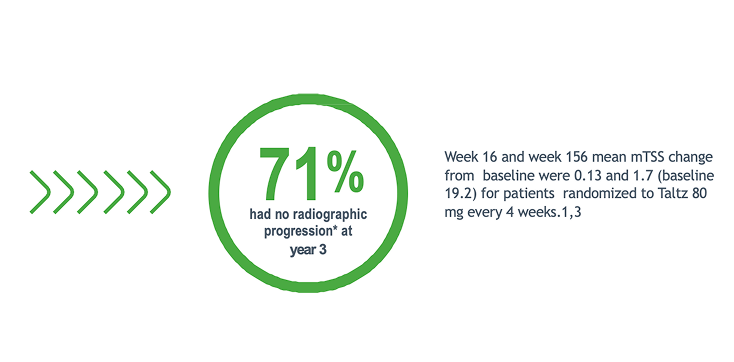 71%
had no radiographic
progression* at
year 3
Week 16 and week 156 mean mTSS change
from baseline were 0.13 and 1.7 (baseline
19.2) for patients randomized to Taltz 80
mg every 4 weeks.1,3